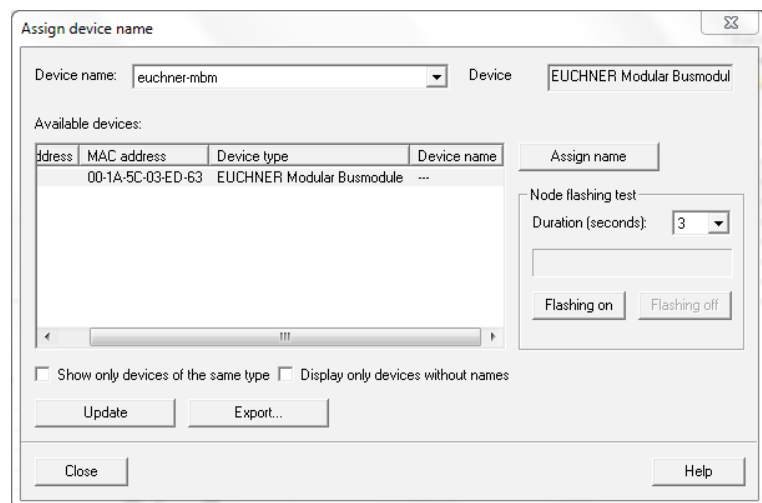 Assign device name
Device name: euchner-mbm Device EUCHNER Modular Busmodul
Available devices:
ddress MAC address Device type Device name
00-1A-5C-03-ED-63 EUCHNER Modular Busmodule ---
Assign name
Node flashing test
Duration (seconds): 3
Flashing on Flashing off
Show only devices of the same type Display only devices without names
Update Export...
Close Help